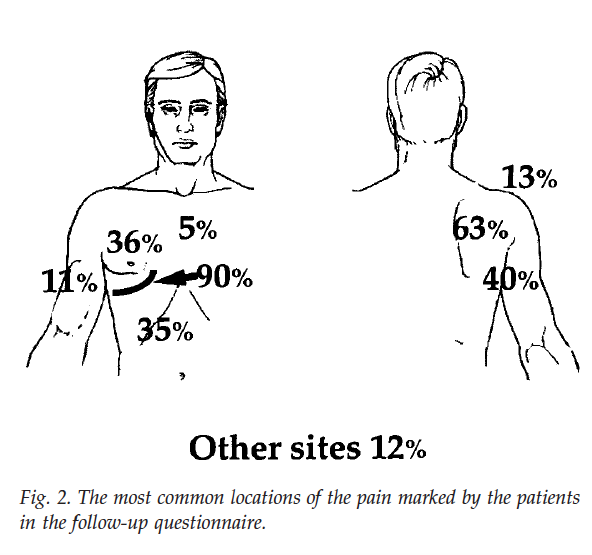 13%
5%
63%
36%
11%
90%
40%
35%
Other sites 12%
Fig. 2. The most common locations of the pain marked by the patients
in the follow-up questionnaire.